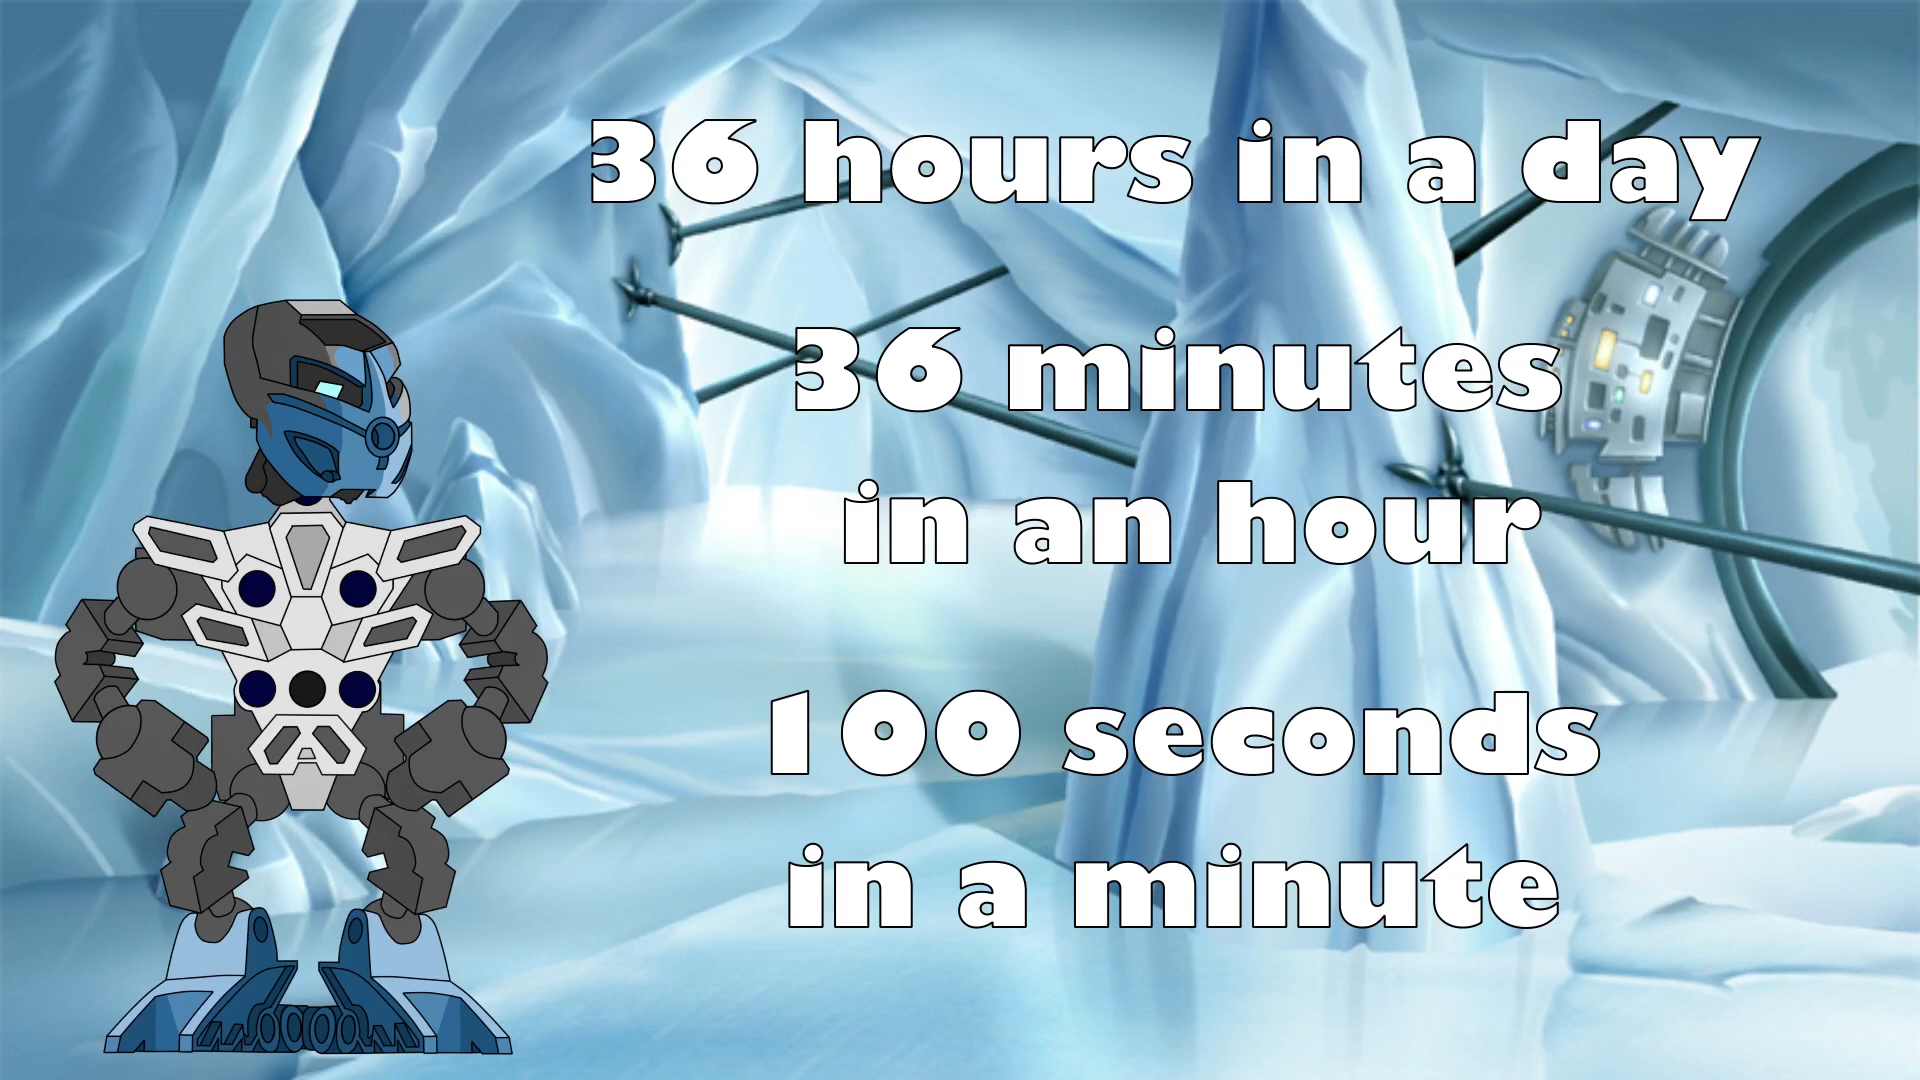 36 hours in a day
36 minutes
in an hour
100 seconds
in a minute